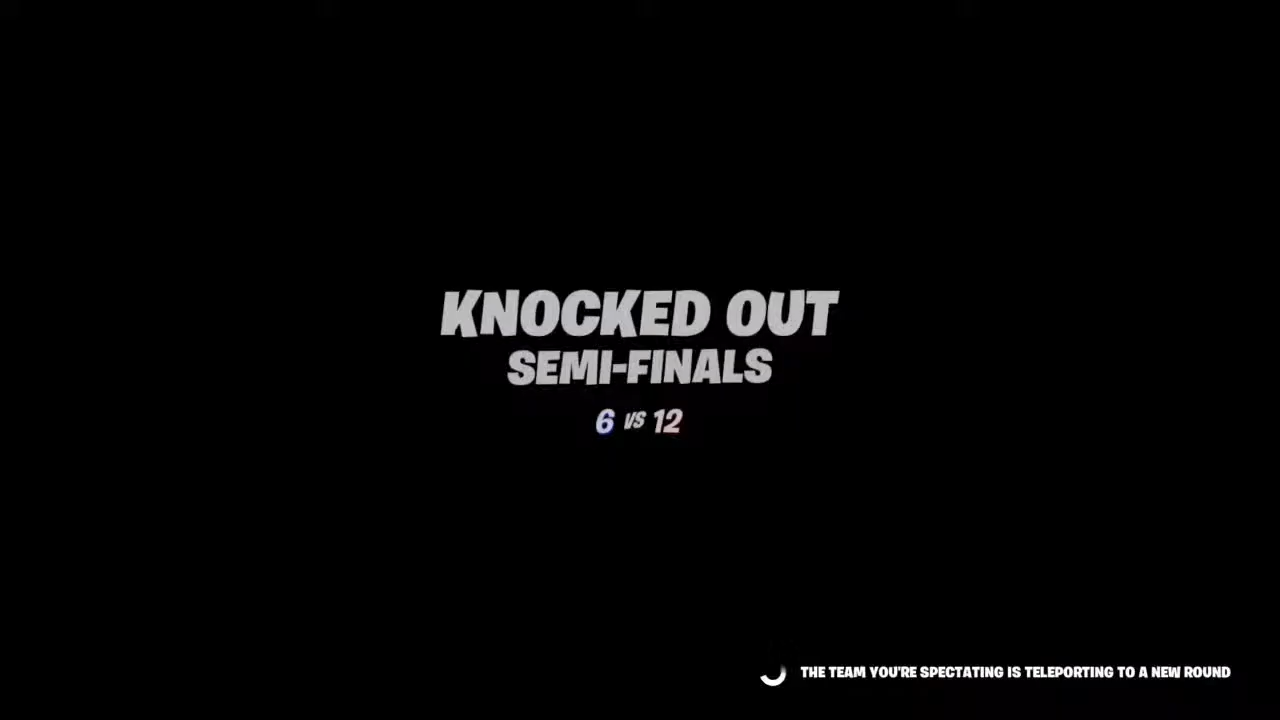 KNOCKED OUT
SEMI-FINALS
6 VS 12
THE TEAM YOU'RE SPECTATING IS TELEPORTING TO A NEW ROUND